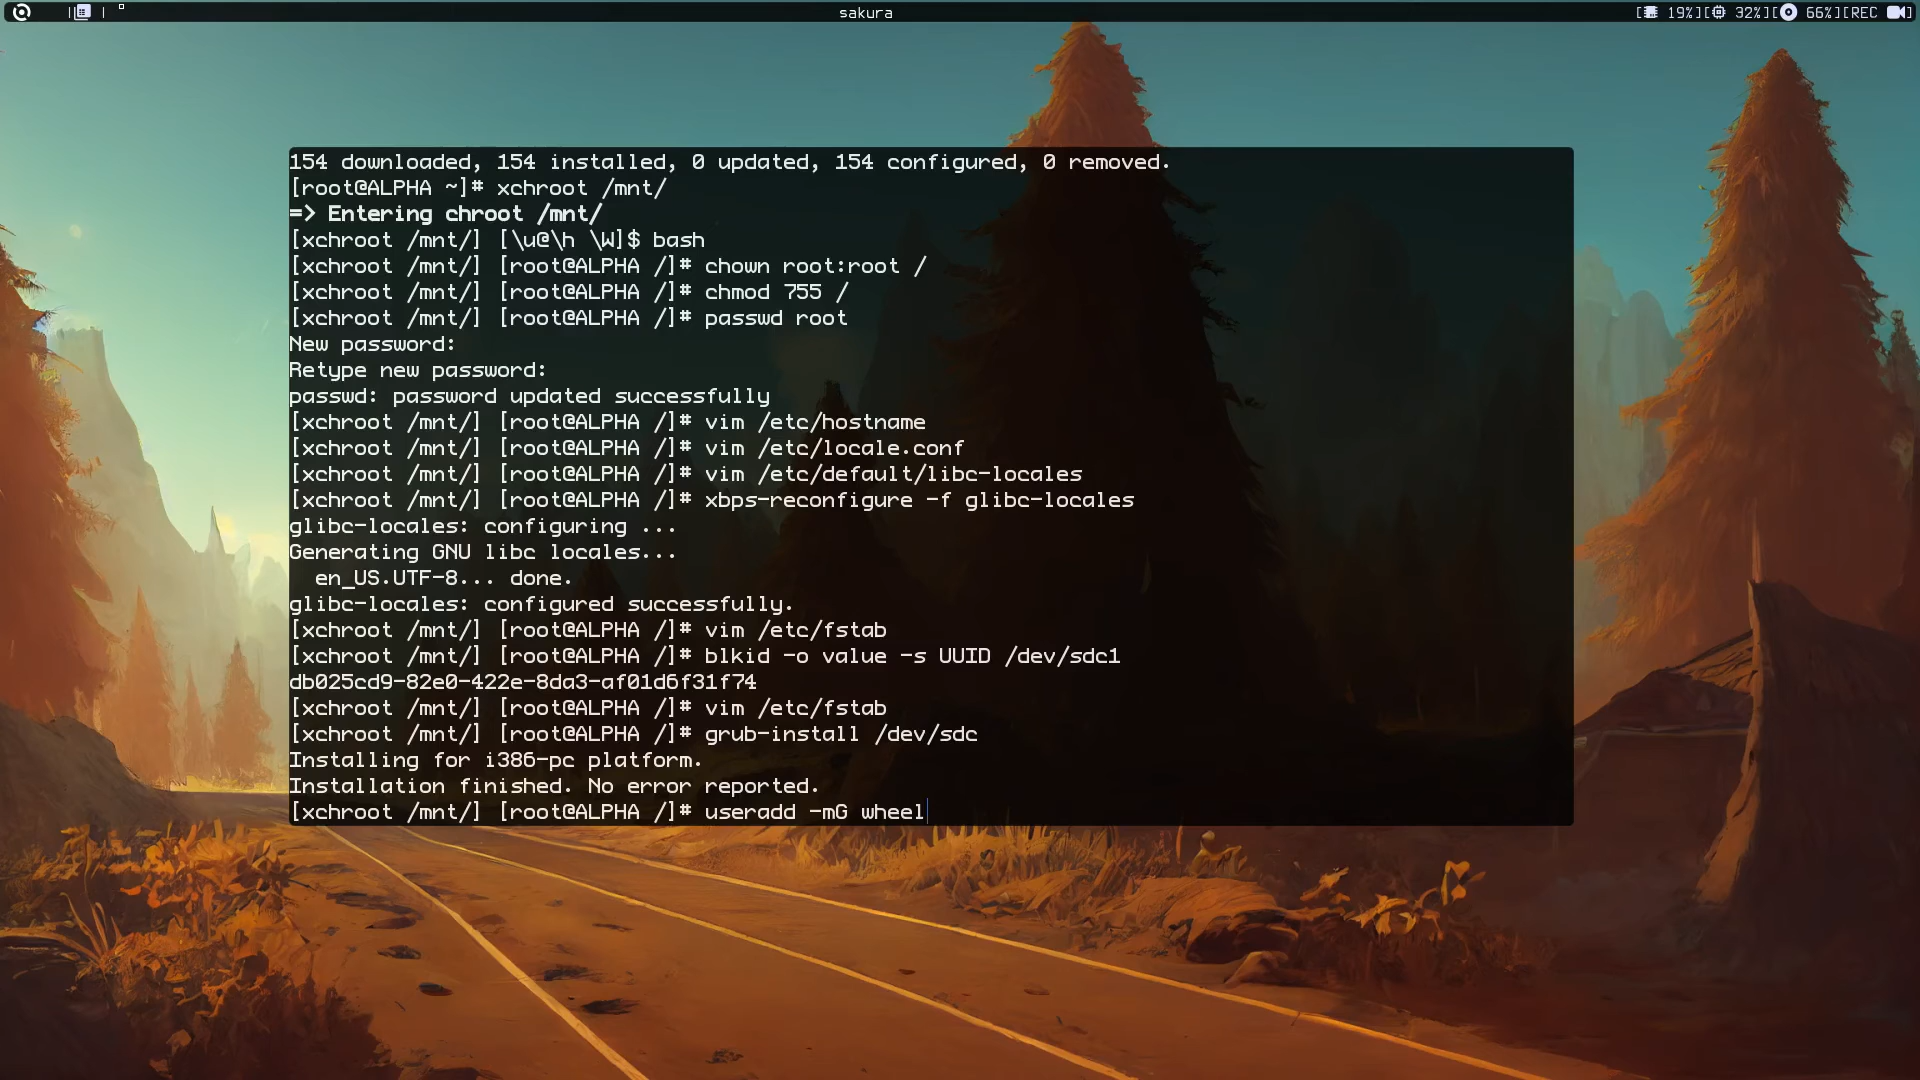 sakura
[ 19%][ 32%][ 66%][REC ]
154 downloaded, 154 installed, 0 updated, 154 configured, 0 removed.
[root@ALPHA ~]# xchroot /mnt/
=> Entering chroot /mnt/
[xchroot /mnt/] [\u@\h \W]$ bash
[xchroot /mnt/] [root@ALPHA /]# chown root:root /
[xchroot /mnt/] [root@ALPHA /]# chmod 755 /
[xchroot /mnt/] [root@ALPHA /]# passwd root
New password:
Retype new password:
passwd: password updated successfully
[xchroot /mnt/] [root@ALPHA /]# vim /etc/hostname
[xchroot /mnt/] [root@ALPHA /]# vim /etc/locale.conf
[xchroot /mnt/] [root@ALPHA /]# vim /etc/default/libc-locales
[xchroot /mnt/] [root@ALPHA /]# xbps-reconfigure -f glibc-locales
glibc-locales: configuring ...
Generating GNU libc locales...
  en_US.UTF-8... done.
glibc-locales: configured successfully.
[xchroot /mnt/] [root@ALPHA /]# vim /etc/fstab
[xchroot /mnt/] [root@ALPHA /]# blkid -o value -s UUID /dev/sdc1
db025cd9-82e0-422e-8da3-af01d6f31f74
[xchroot /mnt/] [root@ALPHA /]# vim /etc/fstab
[xchroot /mnt/] [root@ALPHA /]# grub-install /dev/sdc
Installing for i386-pc platform.
Installation finished. No error reported.
[xchroot /mnt/] [root@ALPHA /]# useradd -mG wheel